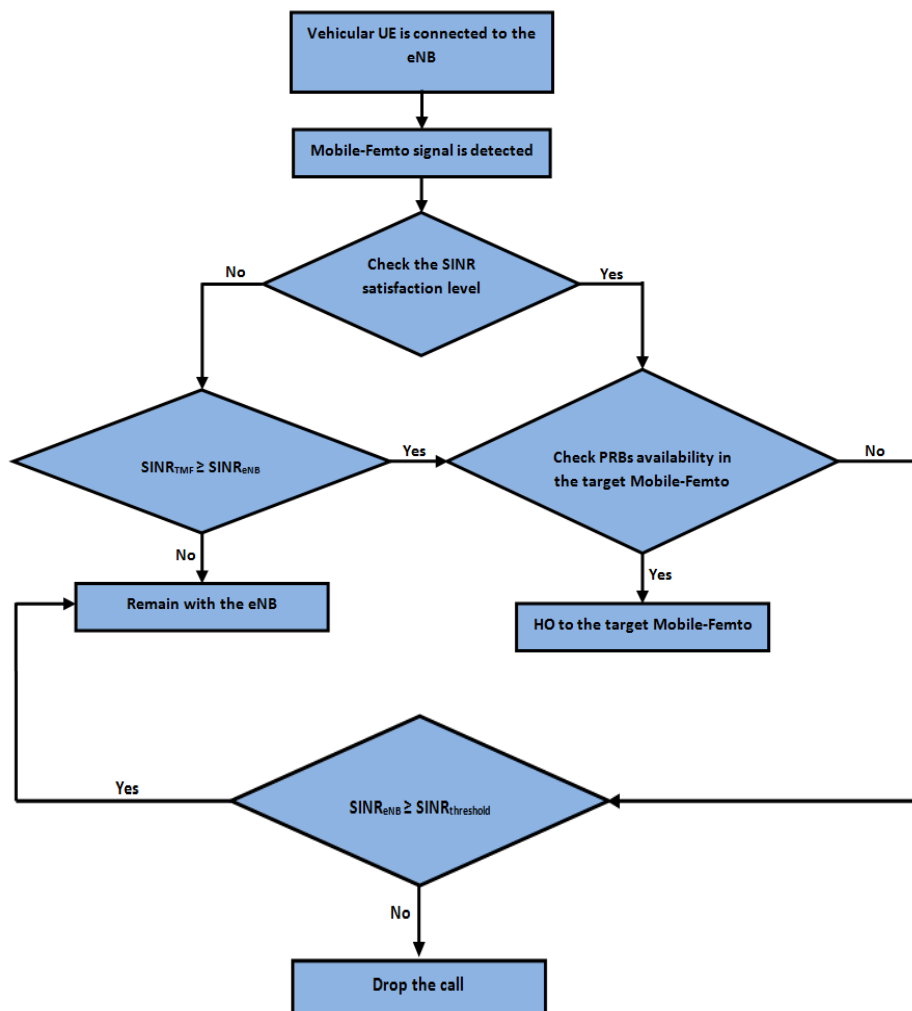 Vehicular UE is connected to the
eNB
Mobile-Femto signal is detected
No
Check the SINR
satisfaction level
Yes
SINRTMF ≥ SINReNB
Yes
Check PRBs availability in
the target Mobile-Femto
No
No
Yes
Remain with the eNB
HO to the target Mobile-Femto
Yes
SINReNB ≥ SINRthreshold
No
Drop the call